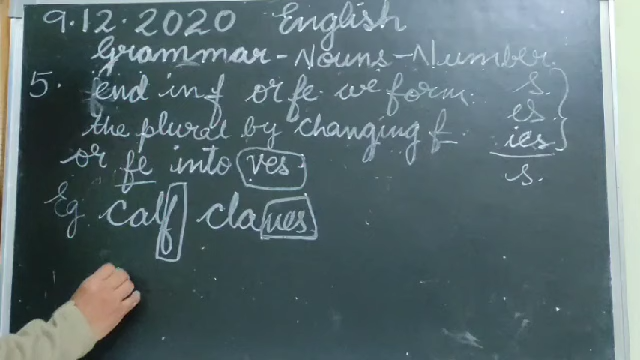 9.12.2020 English
Grammar - Nouns - Number
5. end in f or fe we form
the plural by changing f
or fe into ves
Eg calf claves
s
es
ies
s.